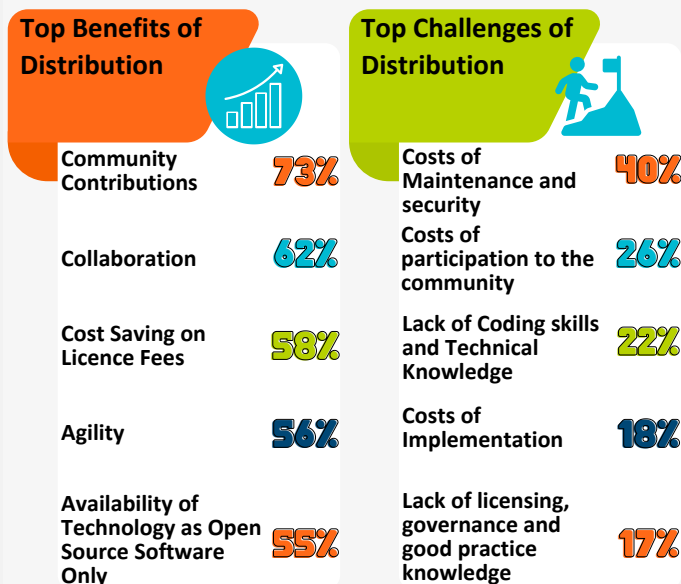 Top Benefits of
Distribution
Community
Contributions
73%
Collaboration
62%
Cost Saving on
Licence Fees
58%
Agility
56%
Availability of
Technology as Open
Source Software
Only
55%
Top Challenges of
Distribution
Costs of
Maintenance and
security
40%
Costs of
participation to the
community
26%
Lack of Coding skills
and Technical
Knowledge
22%
Costs of
Implementation
18%
Lack of licensing,
governance and
good practice
knowledge
17%